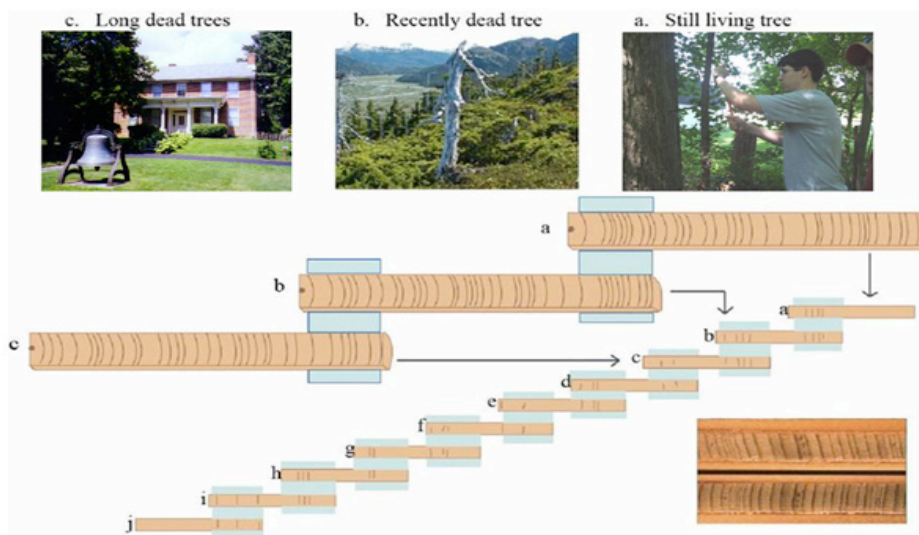 c. Long dead trees
b. Recently dead tree
a. Still living tree
a
b
c
a
b
c
d
e
f
g
h
i
j